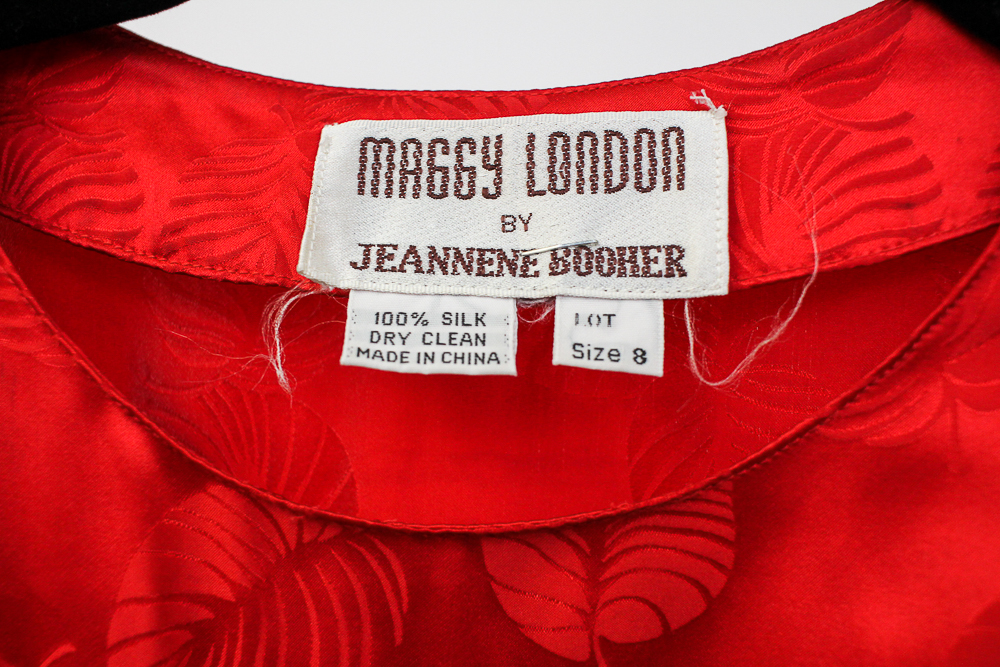 MAGGY LONDON
BY
JEANNENE BOOHER
100% SILK
DRY CLEAN
MADE IN CHINA
LOT
Size 8